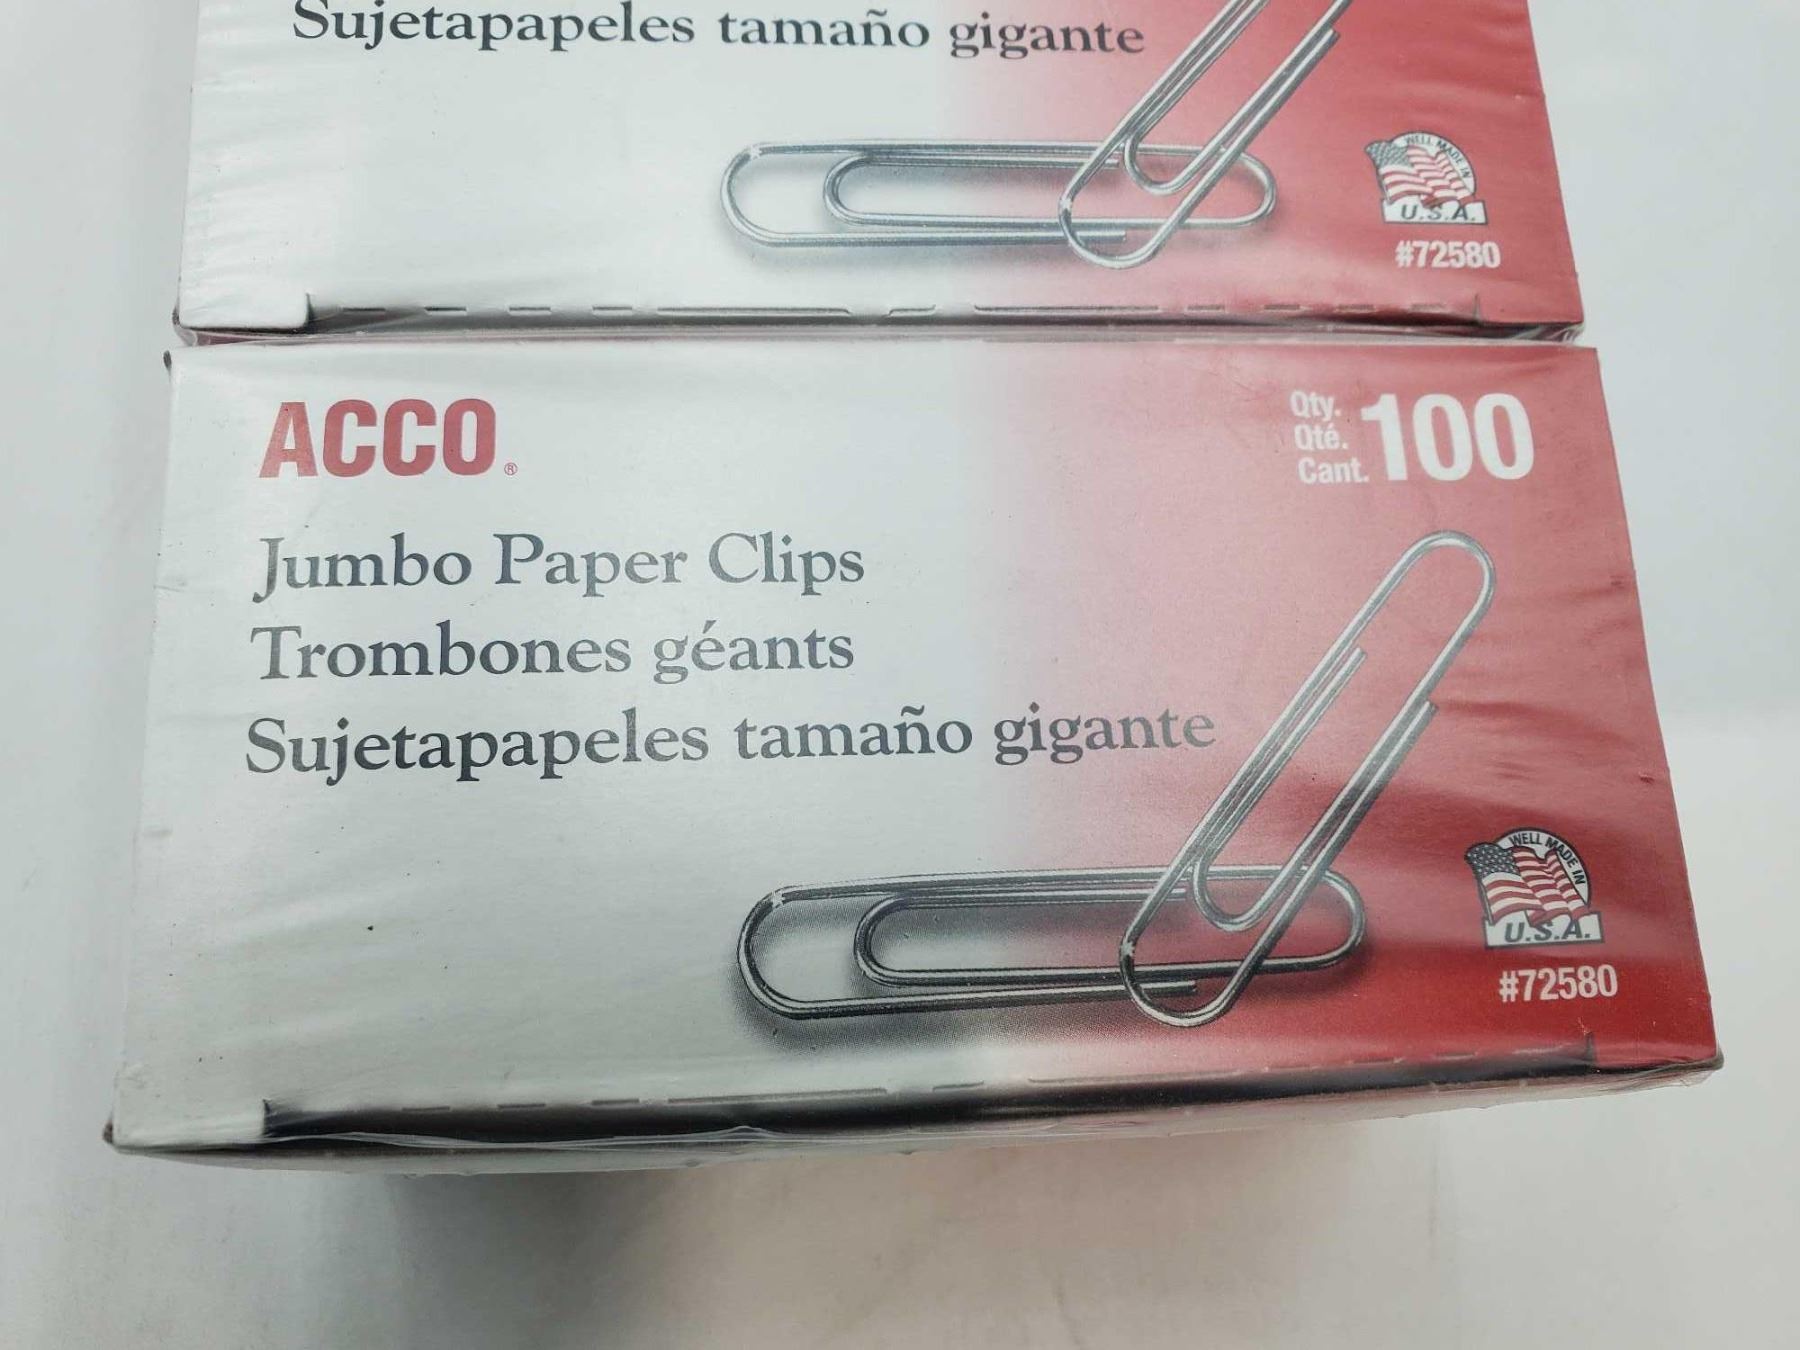 Sujetapapeles tamaño gigante
WELL MADE IN
U.S.A.
#72580
ACCO®
Qty.
Qté.
Cant.
100
Jumbo Paper Clips
Trombones géants
Sujetapapeles tamaño gigante
WELL MADE IN
U.S.A.
#72580